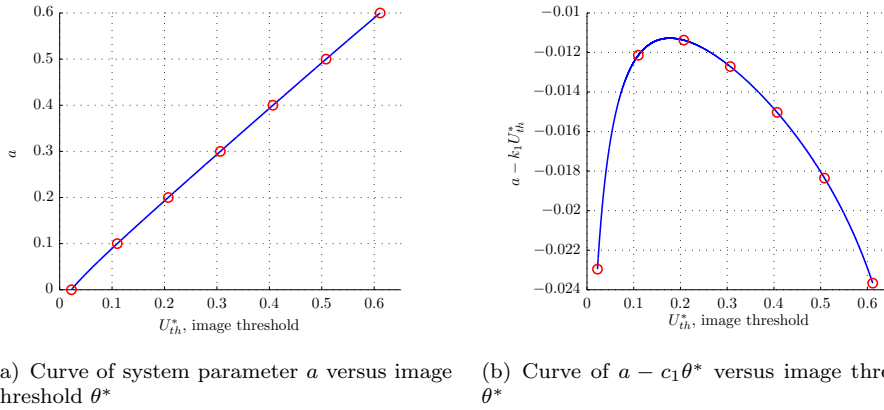 0.6
0.5
0.4
0.3
0.2
0.1
0
a
0 0.1 0.2 0.3 0.4 0.5 0.6
U*th, image threshold
−0.01
−0.012
−0.014
−0.016
−0.018
−0.02
−0.022
−0.024
a − k1U*th
0 0.1 0.2 0.3 0.4 0.5 0.6
U*th, image threshold
a) Curve of system parameter a versus image
hreshold θ*
(b) Curve of a − c1θ* versus image thre
θ*